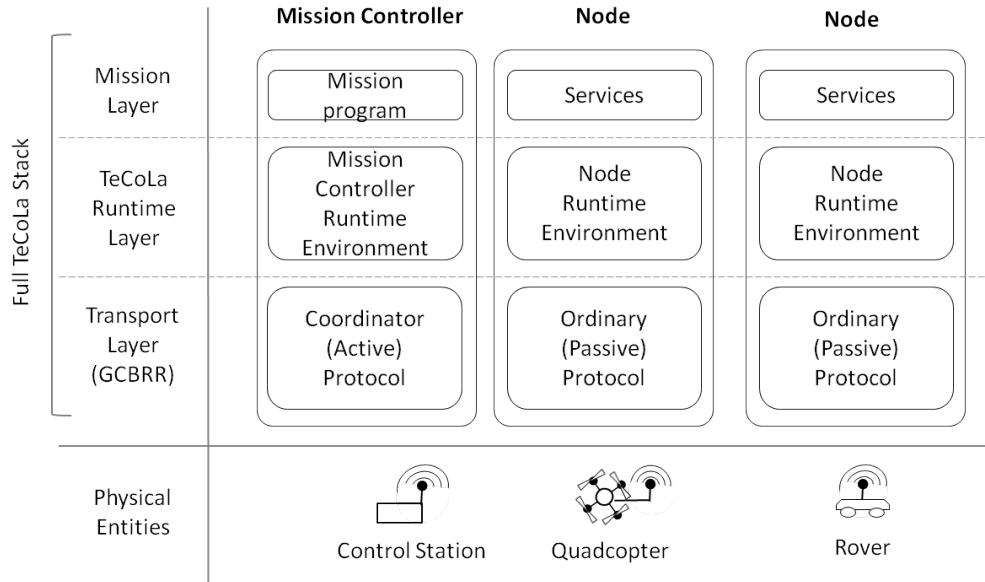 Mission Controller
Node
Node
Full TeCoLa Stack
Mission
Layer
Mission
program
Services
Services
TeCoLa
Runtime
Layer
Mission
Controller
Runtime
Environment
Node
Runtime
Environment
Node
Runtime
Environment
Transport
Layer
(GCBRR)
Coordinator
(Active)
Protocol
Ordinary
(Passive)
Protocol
Ordinary
(Passive)
Protocol
Physical
Entities
Control Station
Quadcopter
Rover